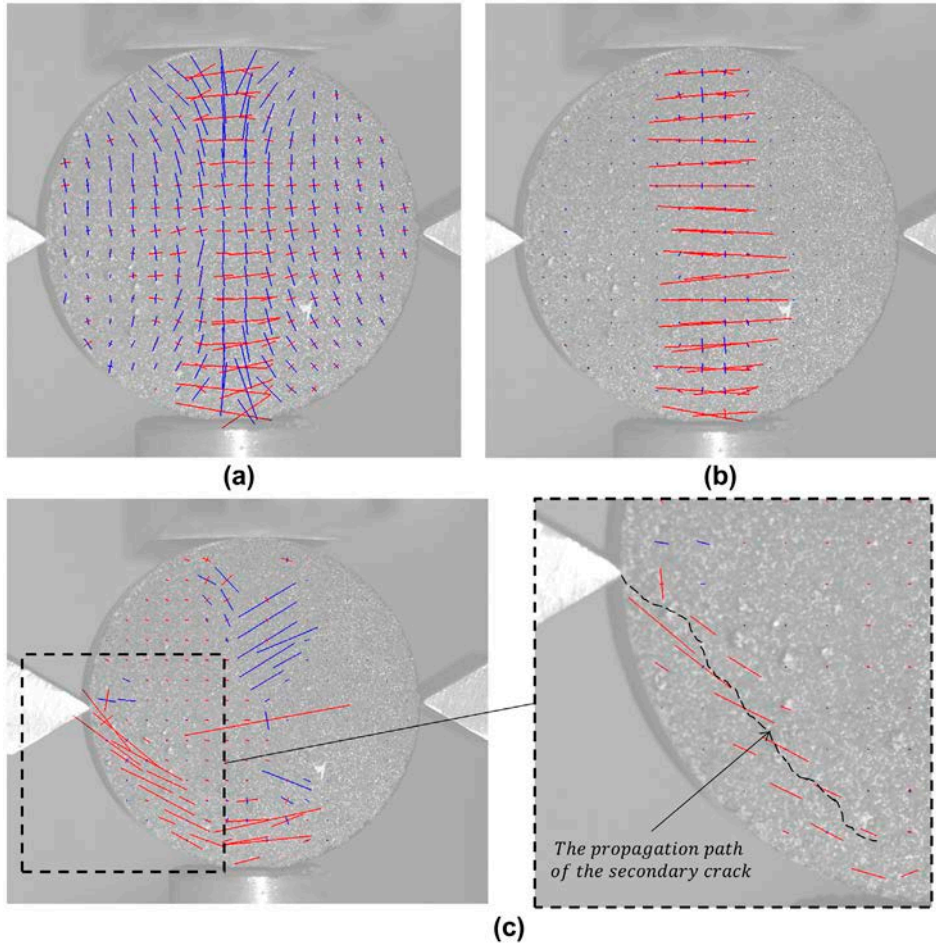 (a)
(b)
The propagation path
of the secondary crack
(c)